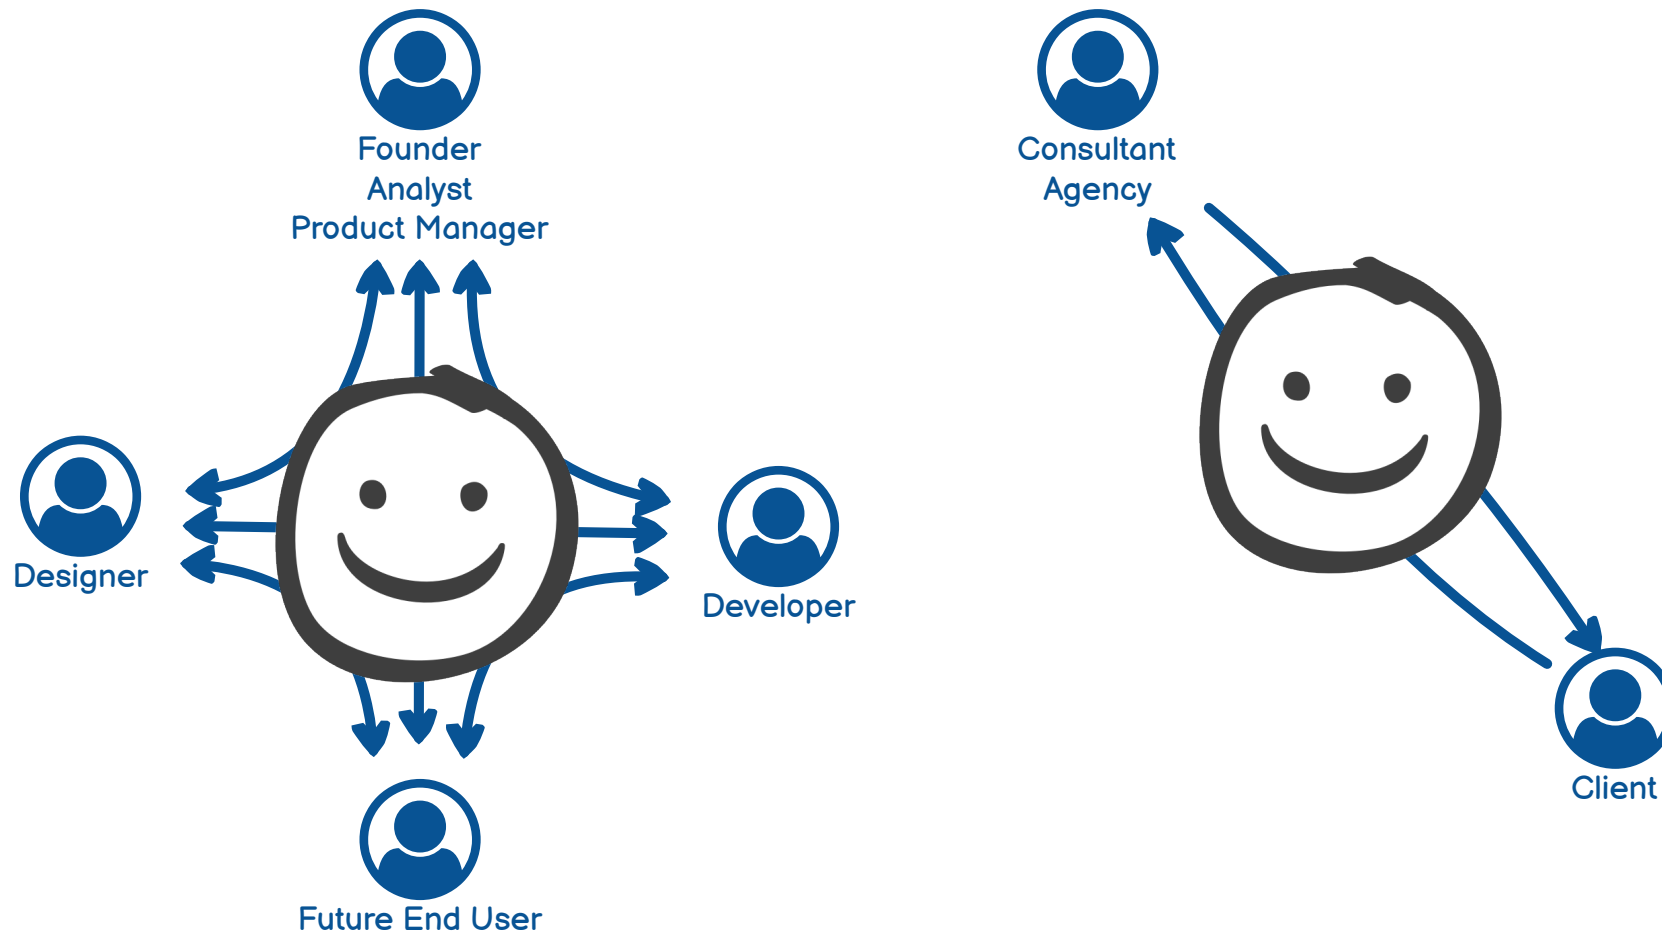 Founder
Analyst
Product Manager
Designer
Developer
Future End User
Consultant
Agency
Client